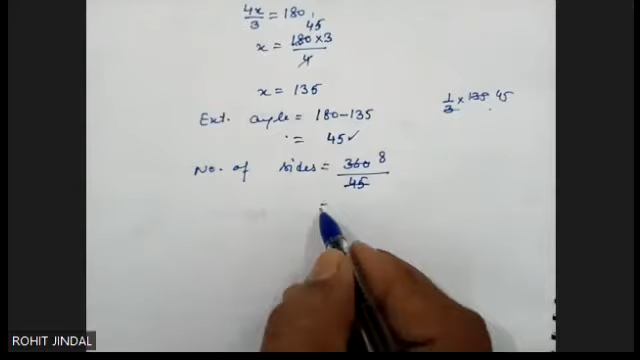 4x/3 = 180
45
x = 180 × 3 / 4
x = 135
1/3 × 135 45
Ext. angle = 180 - 135
= 45 ✓
No. of sides = 360 8 / 45
=
ROHIT JINDAL